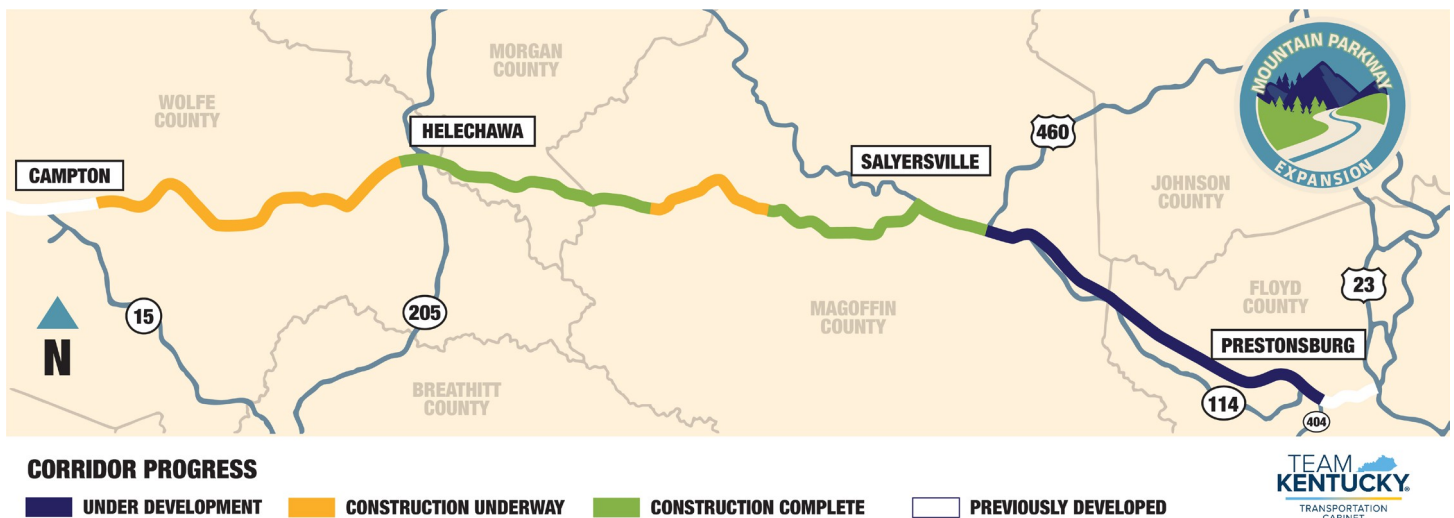 MORGAN
COUNTY
WOLFE
COUNTY
HELECHAWA
CAMPTON
SALYERSVILLE
460
MOUNTAIN PARKWAY
EXPANSION
JOHNSON
COUNTY
15
N
205
MAGOFFIN
COUNTY
FLOYD
COUNTY
23
PRESTONSBURG
BREATHITT
COUNTY
114
404
CORRIDOR PROGRESS
UNDER DEVELOPMENT
CONSTRUCTION UNDERWAY
CONSTRUCTION COMPLETE
PREVIOUSLY DEVELOPED
TEAM
KENTUCKY®
TRANSPORTATION
CABINET